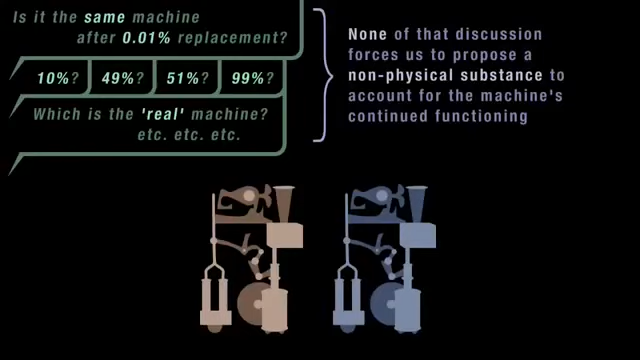 Is it the same machine
after 0.01% replacement?
10%? 49%? 51%? 99%?
Which is the 'real' machine?
etc. etc. etc.
None of that discussion
forces us to propose a
non-physical substance to
account for the machine's
continued functioning